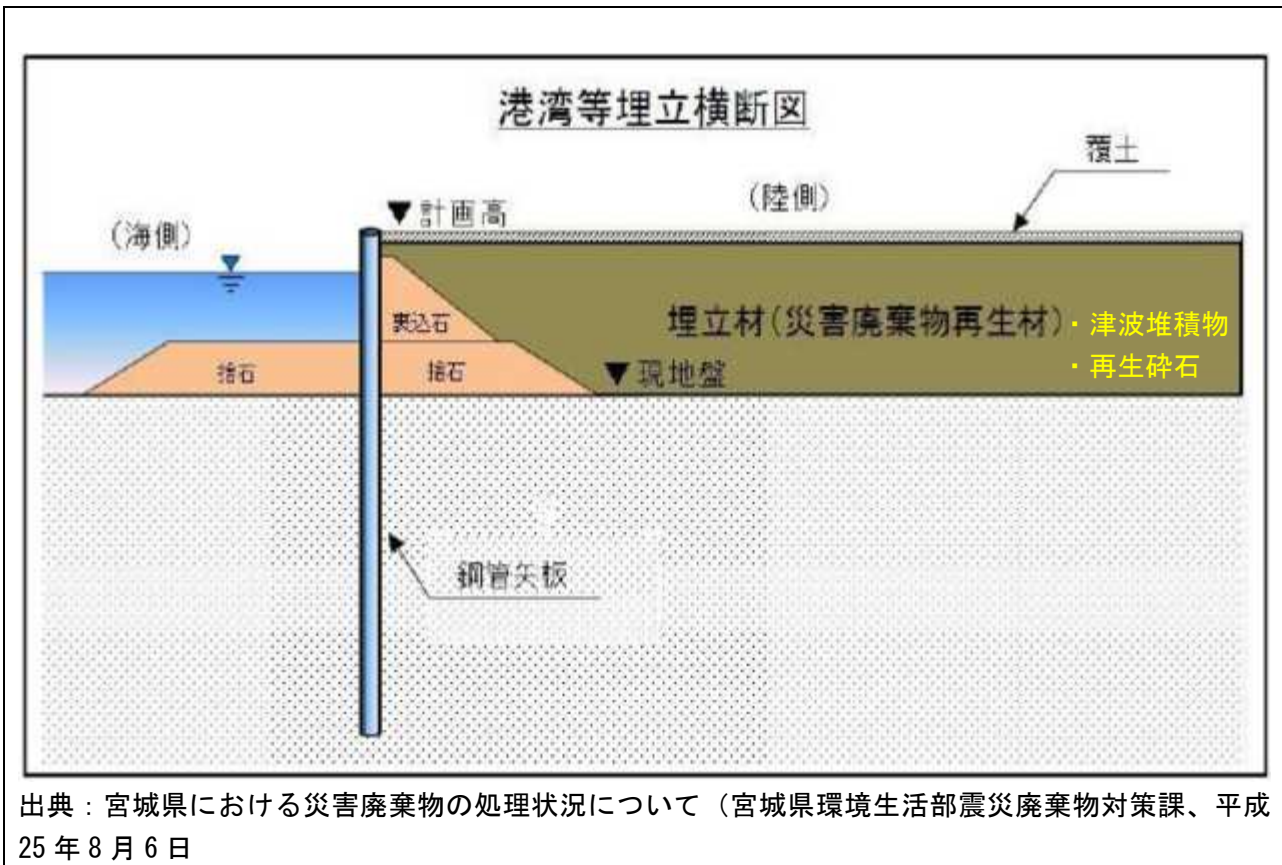 港湾等埋立横断図
覆土
(陸側)
▼計画高
(海側)
裏込石
埋立材(災害廃棄物再生材)・津波堆積物
・再生砕石
捨石
捨石
▼現地盤
鋼管矢板
出典：宮城県における災害廃棄物の処理状況について（宮城県環境生活部震災廃棄物対策課、平成
25年8月6日